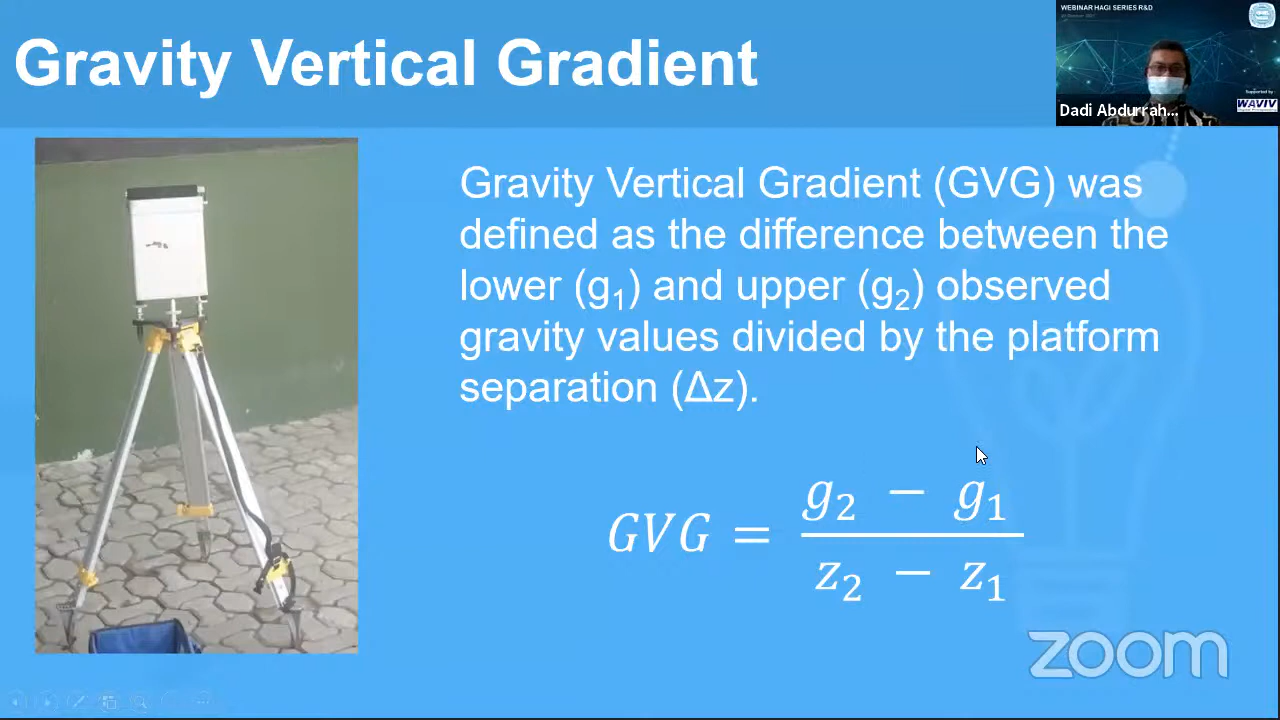 Gravity Vertical Gradient
WEBINAR HAGI SERIES R&D
Supported by
WAVIV
Dadi Abdurrah...
Gravity Vertical Gradient (GVG) was
defined as the difference between the
lower (g₁) and upper (g₂) observed
gravity values divided by the platform
separation (Δz).
GVG = (g₂ − g₁) / (z₂ − z₁)
zoom